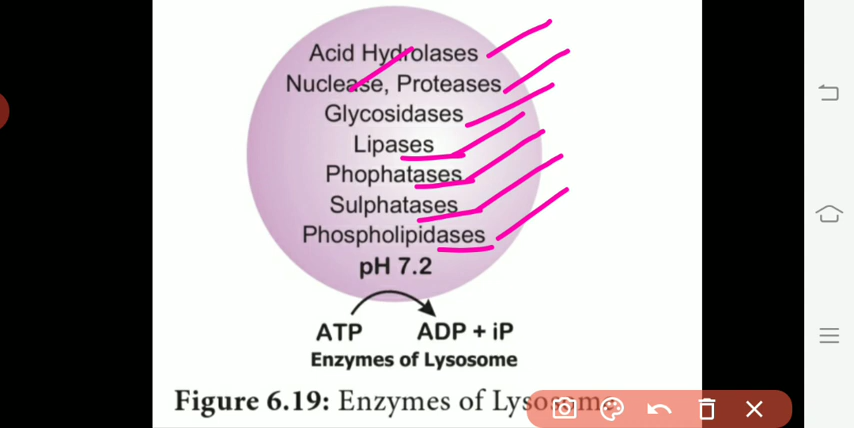 Acid Hydrolases
Nuclease, Proteases
Glycosidases
Lipases
Phophatases
Sulphatases
Phospholipidases
pH 7.2
ATP ADP + iP
Enzymes of Lysosome
Figure 6.19: Enzymes of Lysosome